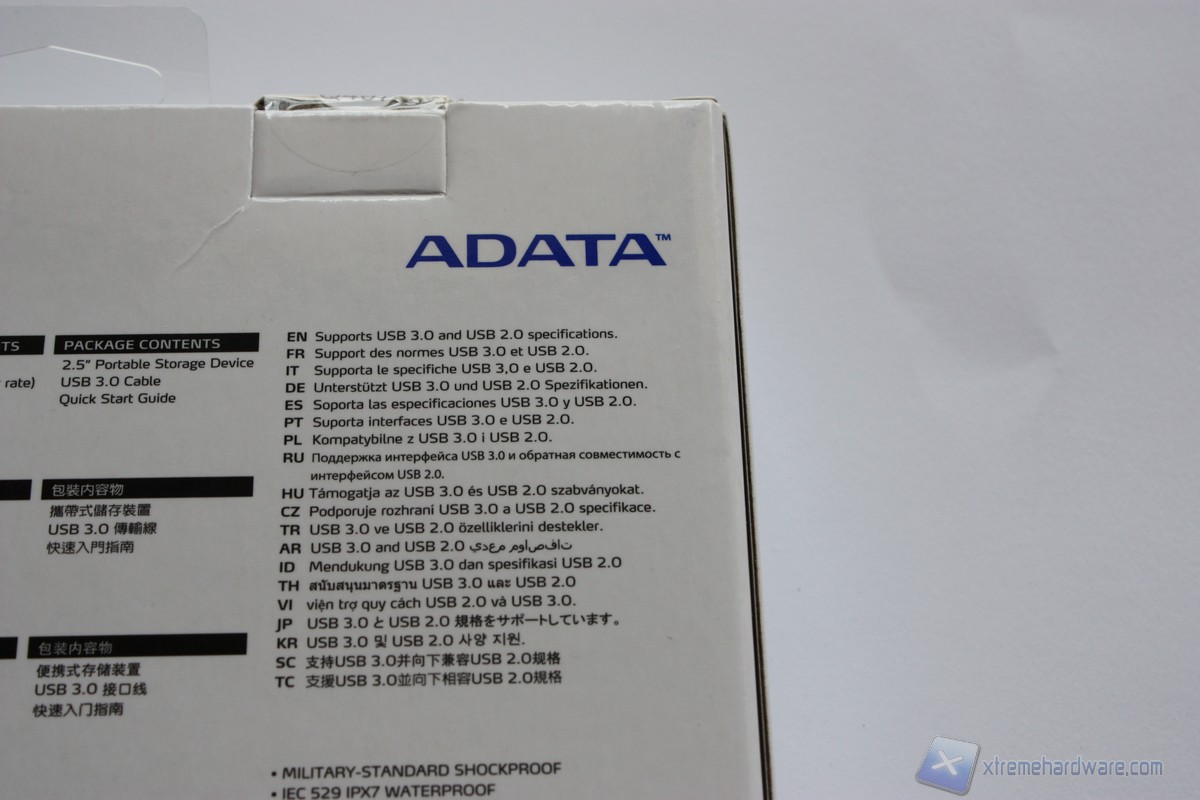 ADATA™
TS
PACKAGE CONTENTS
rate)
2.5" Portable Storage Device
USB 3.0 Cable
Quick Start Guide
包裝內容物
攜帶式儲存裝置
USB 3.0 傳輸線
快速入門指南
包装内容物
便携式存储装置
USB 3.0 接口线
快速入门指南
EN Supports USB 3.0 and USB 2.0 specifications.
FR Support des normes USB 3.0 et USB 2.0.
IT Supporta le specifiche USB 3,0 e USB 2.0.
DE Unterstützt USB 3.0 und USB 2.0 Spezifikationen.
ES Soporta las especificaciones USB 3.0 y USB 2.0.
PT Suporta interfaces USB 3.0 e USB 2.0.
PL Kompatybilne z USB 3.0 i USB 2.0.
RU Поддержка интерфейса USB 3.0 и обратная совместимость с
интерфейсом USB 2.0.
HU Támogatja az USB 3.0 és USB 2.0 szabványokat.
CZ Podporuje rozhraní USB 3.0 a USB 2.0 specifikace.
TR USB 3.0 ve USB 2.0 özelliklerini destekler.
AR USB 3.0 and USB 2.0
ID Mendukung USB 3.0 dan spesifikasi USB 2.0
TH สนับสนุนมาตรฐาน USB 3.0 และ USB 2.0
VI viện trợ quy cách USB 2.0 và USB 3.0.
JP USB 3.0 と USB 2.0 規格をサポートしています。
KR USB 3.0 및 USB 2.0 사양 지원.
SC 支持USB 3.0并向下兼容USB 2.0规格
TC 支援USB 3.0並向下相容USB 2.0規格
• MILITARY-STANDARD SHOCKPROOF
• IEC 529 IPX7 WATERPROOF
xtremehardware.com